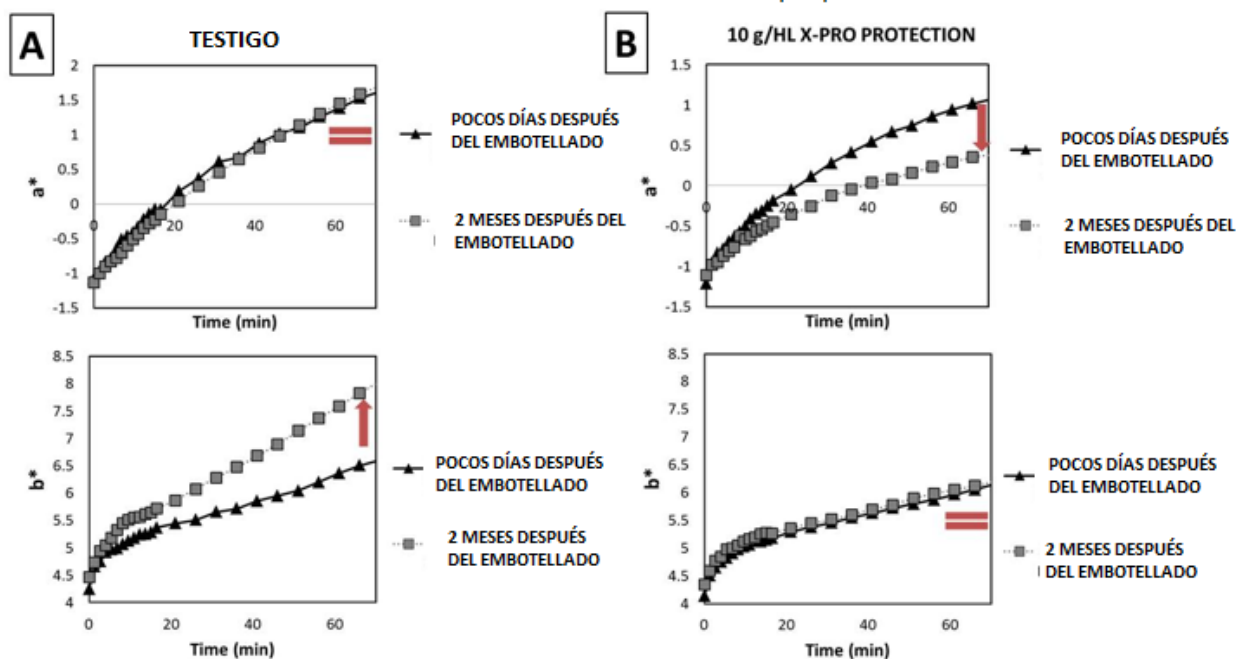 A
TESTIGO
2
1.5
1
0.5
0
-0.5
-1
-1.5
a*
0
20
40
60
Time (min)
POCOS DÍAS DESPUÉS
DEL EMBOTELLADO
2 MESES DESPUÉS DEL
EMBOTELLADO
B
10 g/HL X-PRO PROTECTION
1.5
1
0.5
0
-0.5
-1
-1.5
a*
0
20
40
60
Time (min)
POCOS DÍAS DESPUÉS
DEL EMBOTELLADO
2 MESES DESPUÉS DEL
EMBOTELLADO
8.5
8
7.5
7
6.5
6
5.5
5
4.5
4
b*
0
20
40
60
Time (min)
POCOS DÍAS DESPUÉS
DEL EMBOTELLADO
2 MESES DESPUÉS
DEL EMBOTELLADO
8.5
8
7.5
7
6.5
6
5.5
5
4.5
4
b*
0
20
40
60
Time (min)
POCOS DÍAS DESPUÉS
DEL EMBOTELLADO
2 MESES DESPUÉS
DEL EMBOTELLADO